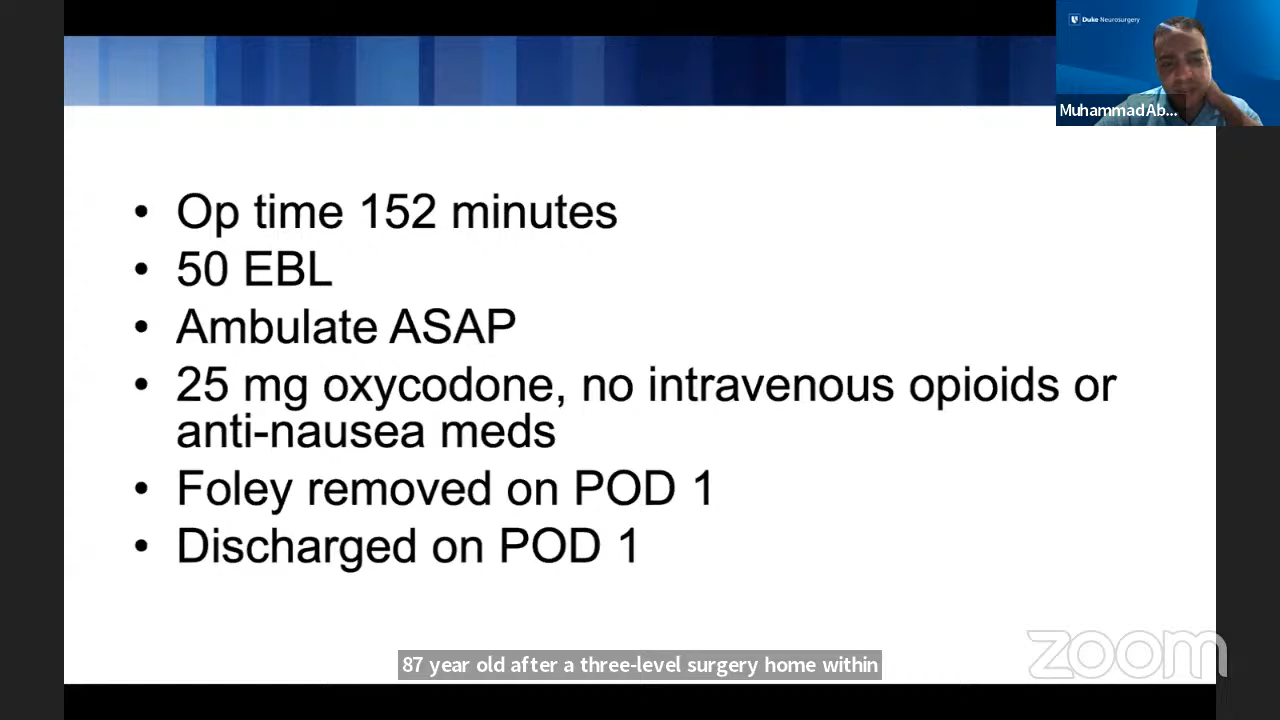 Duke Neurosurgery
Muhammad Ab...
• Op time 152 minutes
• 50 EBL
• Ambulate ASAP
• 25 mg oxycodone, no intravenous opioids or
anti-nausea meds
• Foley removed on POD 1
• Discharged on POD 1
87 year old after a three-level surgery home within
zoom